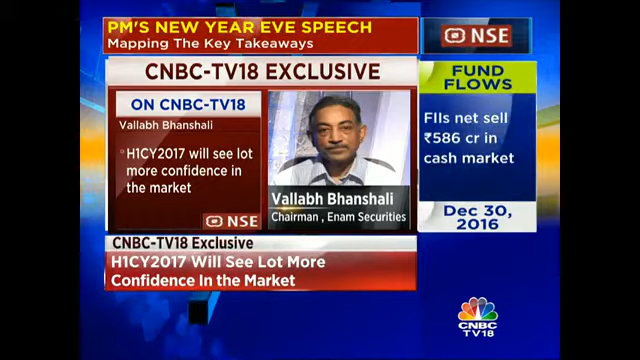 PM'S NEW YEAR EVE SPEECH
Mapping The Key Takeaways
NSE
CNBC-TV18 EXCLUSIVE
ON CNBC-TV18
Vallabh Bhanshali
H1CY2017 will see lot
more confidence in
the market
NSE
Vallabh Bhanshali
Chairman , Enam Securities
FUND
FLOWS
FIIs net sell
₹586 cr in
cash market
Dec 30,
2016
CNBC-TV18 Exclusive
H1CY2017 Will See Lot More
Confidence In the Market
CNBC
TV18